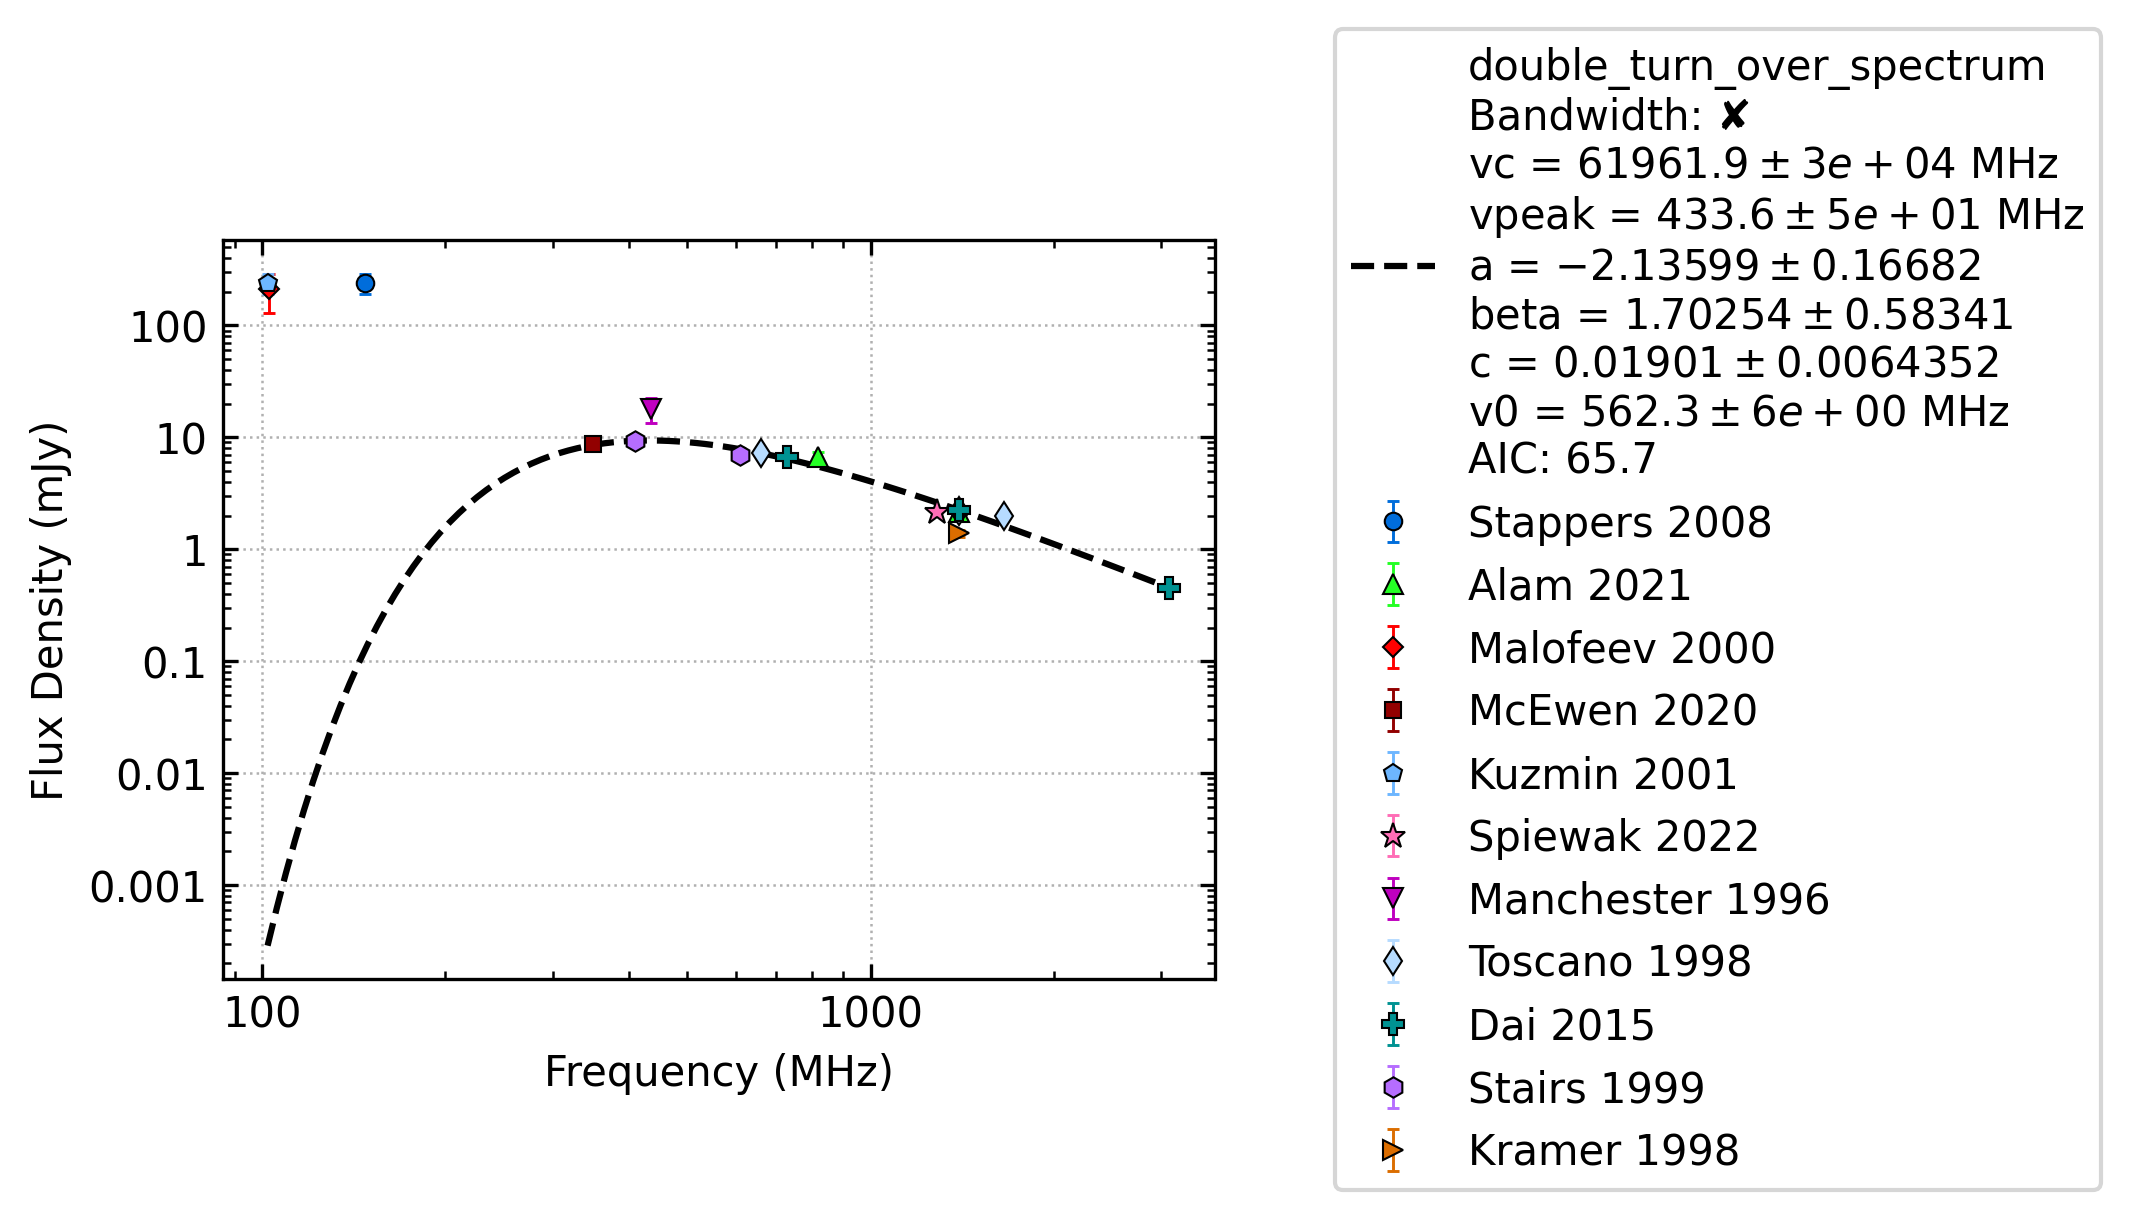 double_turn_over_spectrum
Bandwidth: ✘
vc = 61961.9 ± 3e + 04 MHz
vpeak = 433.6 ± 5e + 01 MHz
a = −2.13599 ± 0.16682
beta = 1.70254 ± 0.58341
c = 0.01901 ± 0.0064352
v0 = 562.3 ± 6e + 00 MHz
AIC: 65.7
Stappers 2008
Alam 2021
Malofeev 2000
McEwen 2020
Kuzmin 2001
Spiewak 2022
Manchester 1996
Toscano 1998
Dai 2015
Stairs 1999
Kramer 1998
Flux Density (mJy)
100
10
1
0.1
0.01
0.001
100
1000
Frequency (MHz)